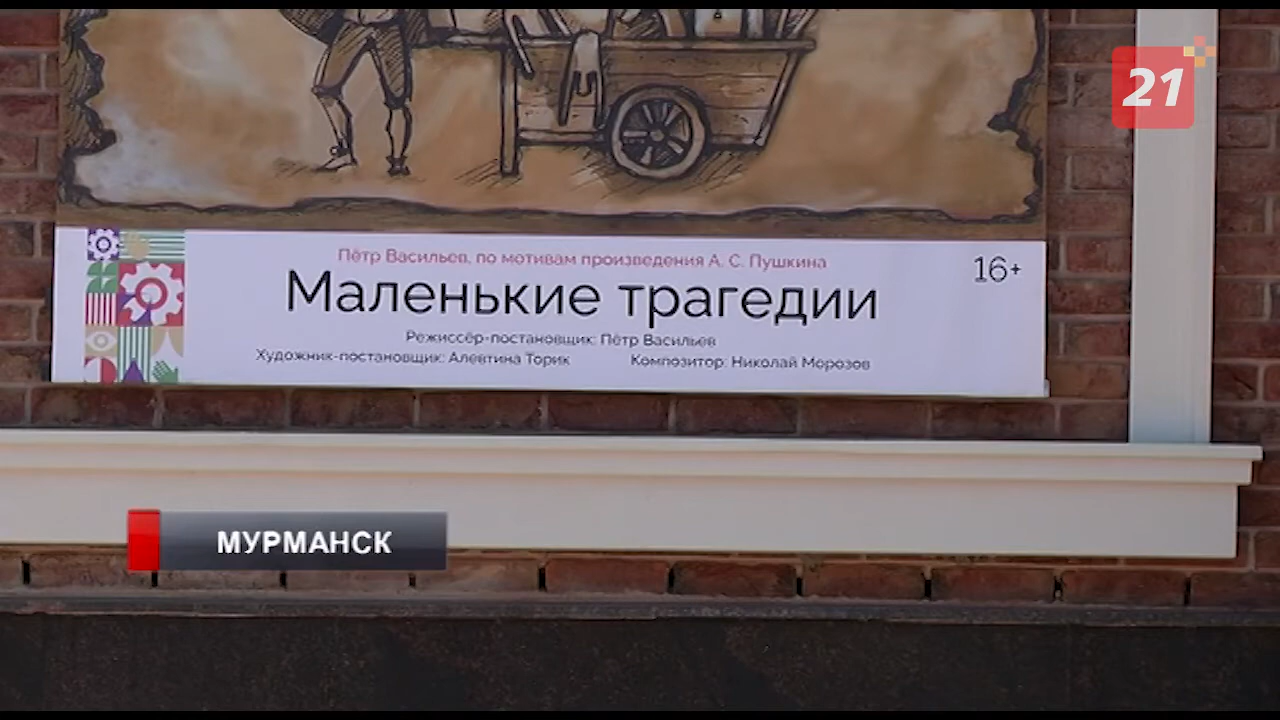 21
Пётр Васильев, по мотивам произведения А. С. Пушкина
16+
Маленькие трагедии
Режиссёр-постановщик: Пётр Васильев
Художник-постановщик: Алевтина Торик Композитор: Николай Морозов
МУРМАНСК